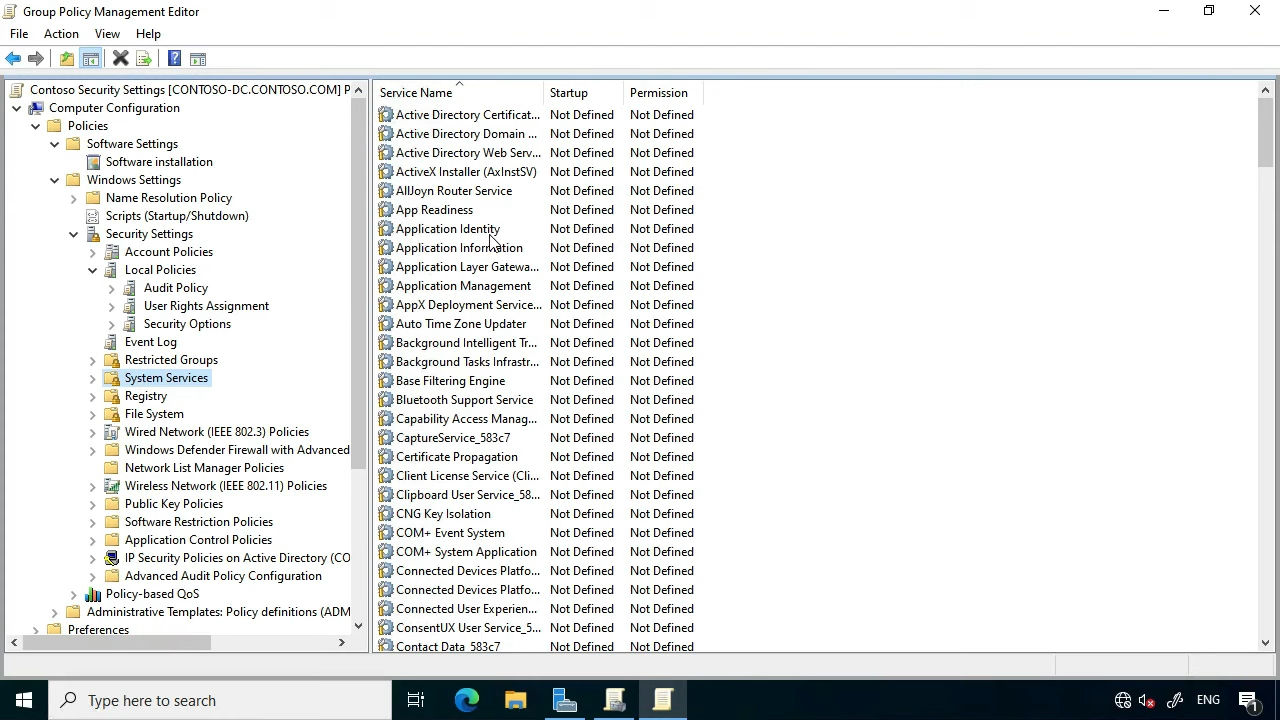 Group Policy Management Editor
File Action View Help
Contoso Security Settings [CONTOSO-DC.CONTOSO.COM] P
Computer Configuration
Policies
Software Settings
Software installation
Windows Settings
Name Resolution Policy
Scripts (Startup/Shutdown)
Security Settings
Account Policies
Local Policies
Audit Policy
User Rights Assignment
Security Options
Event Log
Restricted Groups
System Services
Registry
File System
Wired Network (IEEE 802.3) Policies
Windows Defender Firewall with Advanced
Network List Manager Policies
Wireless Network (IEEE 802.11) Policies
Public Key Policies
Software Restriction Policies
Application Control Policies
IP Security Policies on Active Directory (CO
Advanced Audit Policy Configuration
Policy-based QoS
Administrative Templates: Policy definitions (ADM
Preferences
Service Name Startup Permission
Active Directory Certificat... Not Defined Not Defined
Active Directory Domain ... Not Defined Not Defined
Active Directory Web Serv... Not Defined Not Defined
ActiveX Installer (AxInstSV) Not Defined Not Defined
AllJoyn Router Service Not Defined Not Defined
App Readiness Not Defined Not Defined
Application Identity Not Defined Not Defined
Application Information Not Defined Not Defined
Application Layer Gatewa... Not Defined Not Defined
Application Management Not Defined Not Defined
AppX Deployment Service... Not Defined Not Defined
Auto Time Zone Updater Not Defined Not Defined
Background Intelligent Tr... Not Defined Not Defined
Background Tasks Infrastr... Not Defined Not Defined
Base Filtering Engine Not Defined Not Defined
Bluetooth Support Service Not Defined Not Defined
Capability Access Manag... Not Defined Not Defined
CaptureService_583c7 Not Defined Not Defined
Certificate Propagation Not Defined Not Defined
Client License Service (Cli... Not Defined Not Defined
Clipboard User Service_58... Not Defined Not Defined
CNG Key Isolation Not Defined Not Defined
COM+ Event System Not Defined Not Defined
COM+ System Application Not Defined Not Defined
Connected Devices Platfo... Not Defined Not Defined
Connected Devices Platfo... Not Defined Not Defined
Connected User Experien... Not Defined Not Defined
ConsentUX User Service_5... Not Defined Not Defined
Contact Data_583c7 Not Defined Not Defined
Type here to search
ENG
1